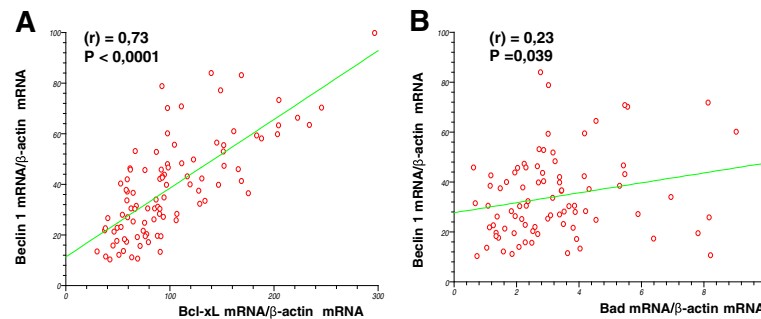 A
(r) = 0,73
P < 0,0001
Beclin 1 mRNA/β-actin mRNA
100
80
60
40
20
0
0
100
200
300
Bcl-xL mRNA/β-actin mRNA
B
(r) = 0,23
P =0,039
Beclin 1 mRNA/β-actin mRNA
100
80
60
40
20
0
0
2
4
6
8
Bad mRNA/β-actin mRNA